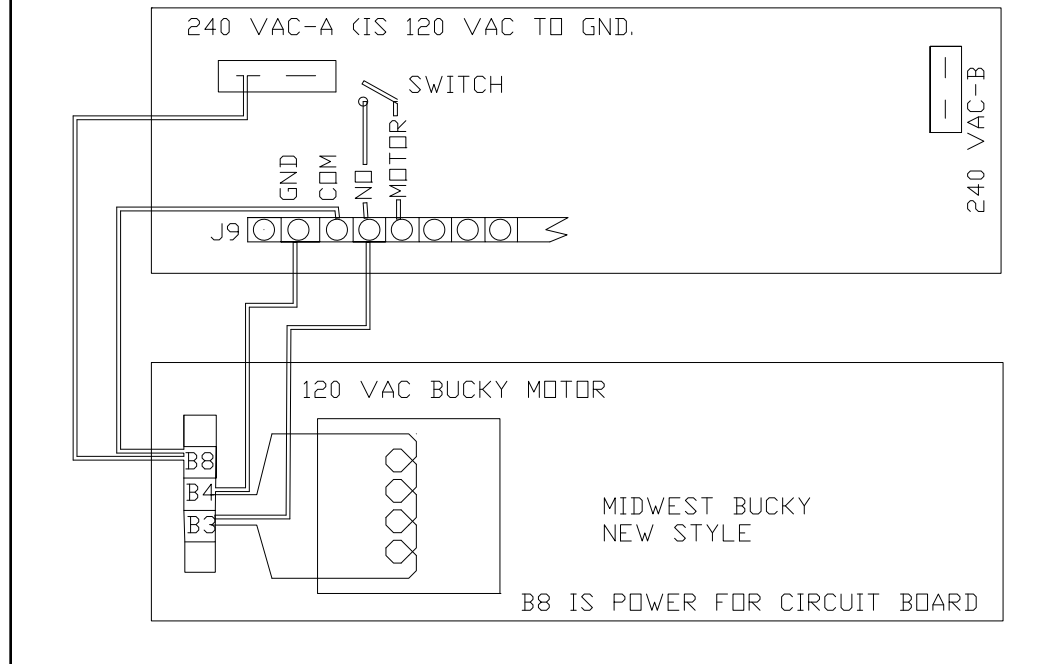 240 VAC-A (IS 120 VAC TO GND.
SWITCH
GND
COM
NO
MOTOR
240 VAC-B
J9
120 VAC BUCKY MOTOR
B8
B4
B3
MIDWEST BUCKY
NEW STYLE
B8 IS POWER FOR CIRCUIT BOARD